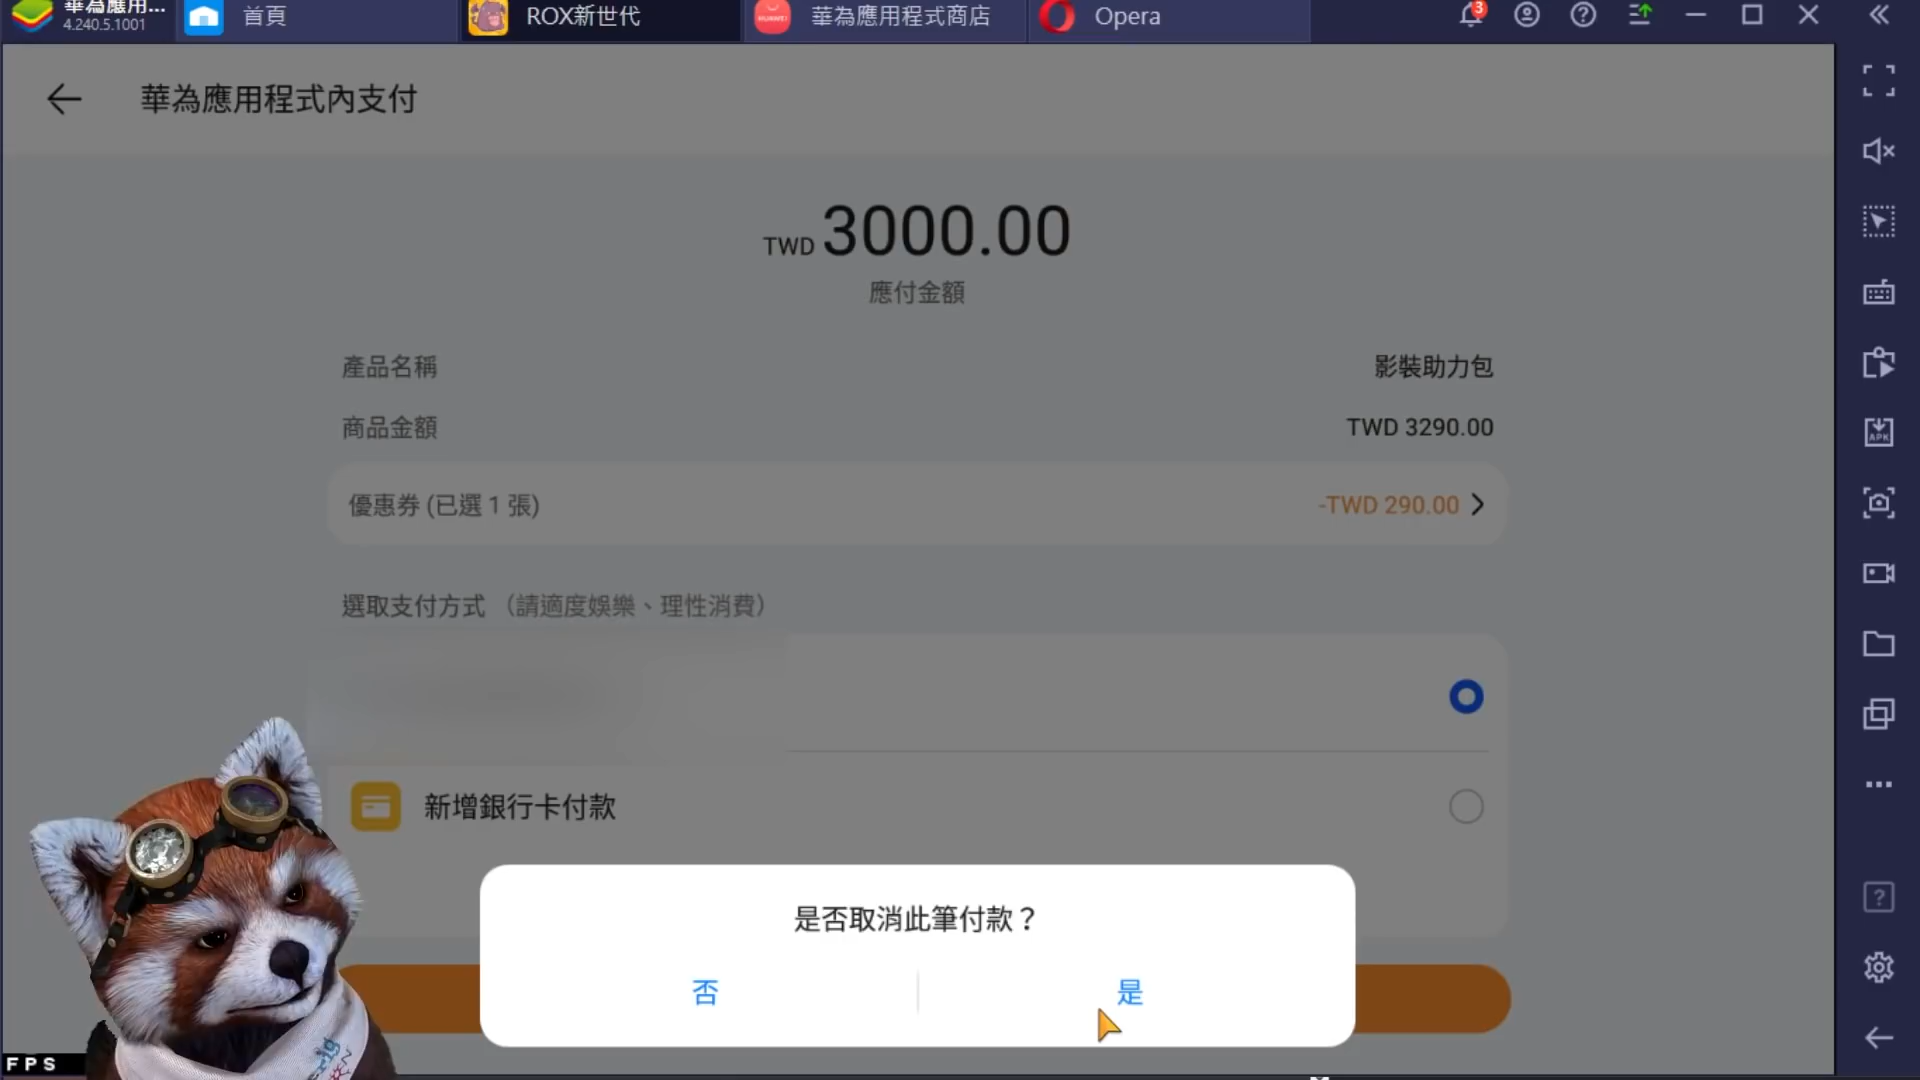 華為應用...
4.240.5.1001
首頁
ROX新世代
華為應用程式商店
Opera
3
華為應用程式內支付
TWD 3000.00
應付金額
產品名稱
影裝助力包
商品金額
TWD 3290.00
優惠券 (已選 1 張)
-TWD 290.00
選取支付方式 （請適度娛樂、理性消費）
新增銀行卡付款
是否取消此筆付款？
否
是
FPS
HUAWEI
APK